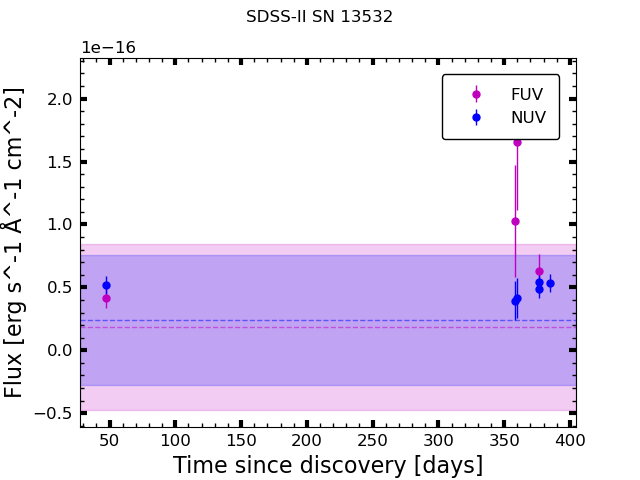 SDSS-II SN 13532
1e−16
FUV
NUV
Flux [erg s^-1 Å^-1 cm^-2]
2.0
1.5
1.0
0.5
0.0
−0.5
50 100 150 200 250 300 350 400
Time since discovery [days]